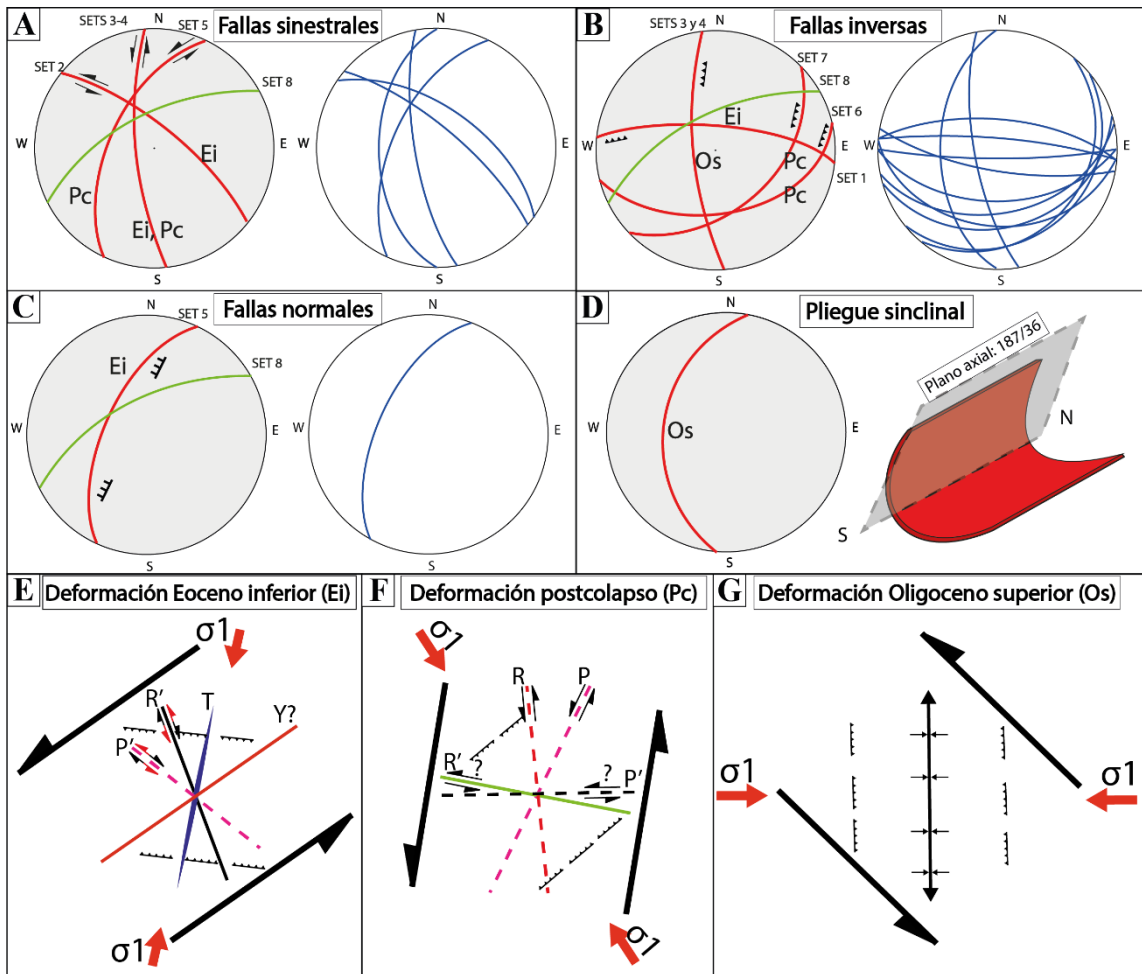 A
SETS 3-4
N
SET 5
Fallas sinestrales
SET 2
SET 8
W
Ei
Pc
Ei, Pc
S
W
E
N
S
B
SETS 3 y 4
N
Fallas inversas
SET 7
SET 8
SET 6
Ei
W
E
Os
Pc
SET 1
Pc
S
N
W
E
S
C
N
SET 5
Fallas normales
Ei
SET 8
W
E
S
N
W
E
S
D
N
Pliegue sinclinal
W
E
Os
S
Plano axial: 187/36
N
S
E
Deformación Eoceno inferior (Ei)
σ1
R'
T
Y?
P'
σ1
F
Deformación postcolapso (Pc)
σ1
R
P
R'
?
?
P'
σ1
G
Deformación Oligoceno superior (Os)
σ1
σ1